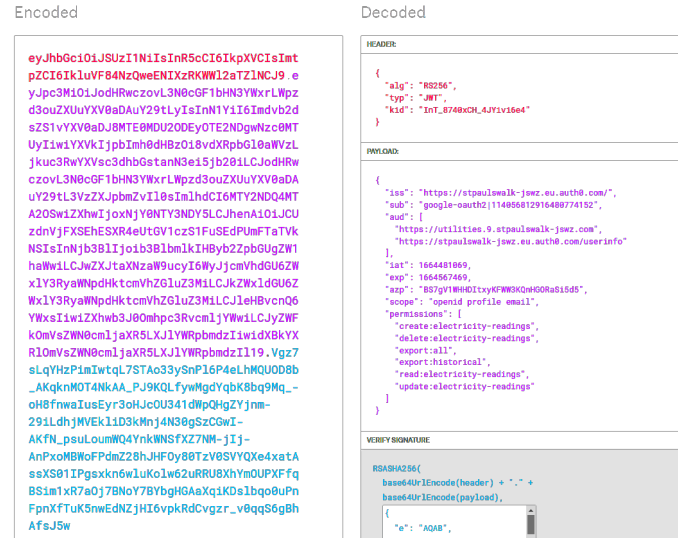 Encoded
eyJhbGciOiJSUzI1NiIsInR5cCI6IkpXVCIsImt
pZCI6IkluVF84NzQweENIXzRKWWl2aTZlNCJ9.e
yJpc3MiOiJodHRwczovL3N0cGF1bHN3YWxrLWpz
d3ouZXUuYXV0aDAuY29tLyIsInN1YiI6Imdvb2d
sZS1vYXV0aDJ8MTE0MDU2ODEyOTE2NDgwNzc0MT
UyIiwiYXVkIjpbImh0dHBzOi8vdXRpbGl0aWVzL
jkuc3RwYXVsc3dhbGstanN3ei5jb20iLCJodHRw
czovL3N0cGF1bHN3YWxrLWpzd3ouZXUuYXV0aDA
uY29tL3VzZXJpbmZvIl0sImlhdCI6MTY2NDQ4MT
A2OSwiZXhwIjoxNjY0NTY3NDY5LCJhenAiOiJCU
zdnVjFXSEhESXR4eUtGV1czS1FuSEdPUmFTaTVk
NSIsInNjb3BlIjoib3BlbmlkIHByb2ZpbGUgZW1
haWwiLCJwZXJtaXNzaW9ucyI6WyJjcmVhdGU6ZW
xlY3RyaWNpdHktcmVhZGluZ3MiLCJkZWxldGU6Z
WxlY3RyaWNpdHktcmVhZGluZ3MiLCJleHBvcnQ6
YWxsIiwiZXhwb3J0Omhpc3RvcmljYWwiLCJyZWF
kOmVsZWN0cmljaXR5LXJlYWRpbmdzIiwidXBkYX
RlOmVsZWN0cmljaXR5LXJlYWRpbmdzIl19.Vgz7
sLqYHzPimIwtqL7STAo33ySnPl6P4eLhMQUOD8b
_AKqknMOT4NkAA_PJ9KQLfywMgdYqbK8bq9Mq_-
oH8fnwaIusEyr3oHJcOU341dWpQHgZYjnm-
29iLdhjMVEkliD3kMnj4N30gSzCGwI-
AKfN_psuLoumWQ4YnkWNSfXZ7NM-jIj-
AnPxoMBWoFPdmZ28hJHFOy80TzV0SVYQXe4xatA
ssXS01IPgsxkn6wluKolw62uRRU8XhYmOUPXFfq
BSim1xR7aOj7BNoY7BYbgHGAaXqiKDslbqo0uPn
FpnXfTuK5nwEdNZjHI6vpkRdCvgzr_v0qqS6gBh
AfsJ5w
Decoded
HEADER:
{
"alg": "RS256",
"typ": "JWT",
"kid": "InT_8740xCH_4JYivi6e4"
}
PAYLOAD:
{
"iss": "https://stpaulswalk-jswz.eu.auth0.com/",
"sub": "google-oauth2|114056812916480774152",
"aud": [
"https://utilities.9.stpaulswalk-jswz.com",
"https://stpaulswalk-jswz.eu.auth0.com/userinfo"
],
"iat": 1664481069,
"exp": 1664567469,
"azp": "BS7gV1WHHDItxyKFWW3KQnHGORaSi5d5",
"scope": "openid profile email",
"permissions": [
"create:electricity-readings",
"delete:electricity-readings",
"export:all",
"export:historical",
"read:electricity-readings",
"update:electricity-readings"
]
}
VERIFY SIGNATURE
RSASHA256(
base64UrlEncode(header) + "." +
base64UrlEncode(payload),
{
"e": "AQAB",